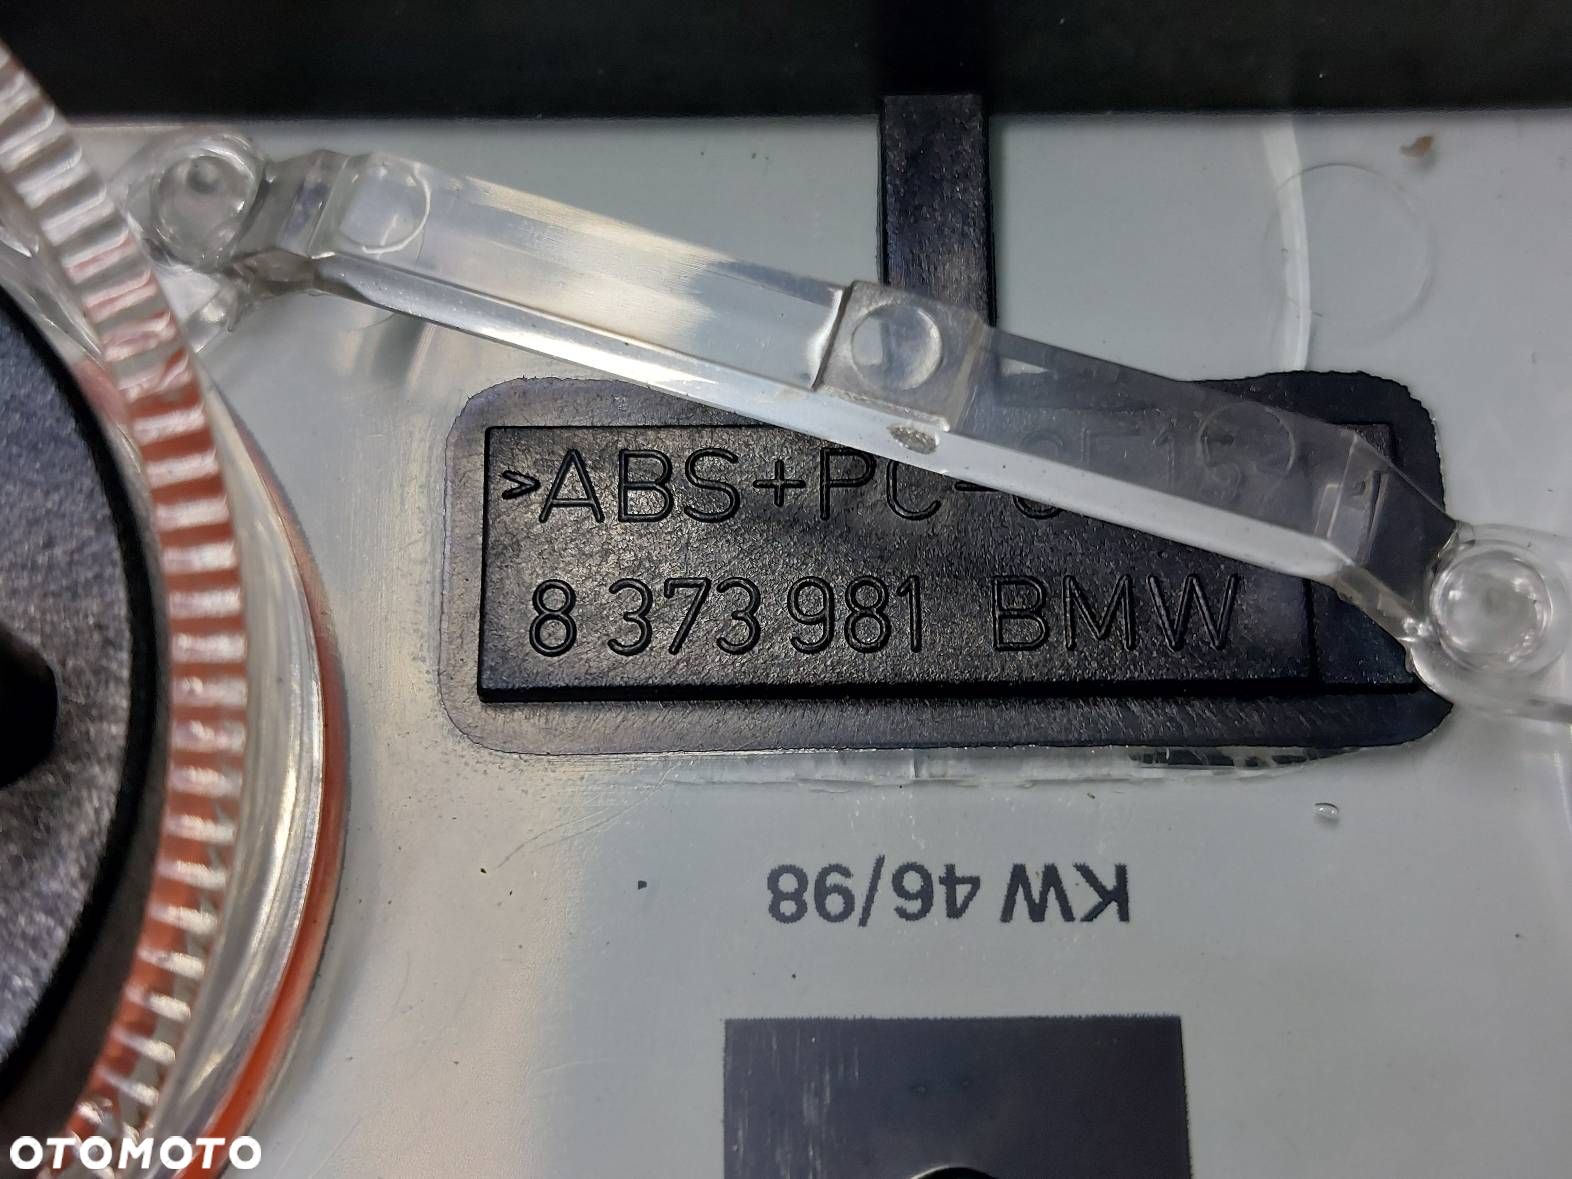 >ABS+PC-
8 373 981 BMW
KW 46/98
OTOMOTO